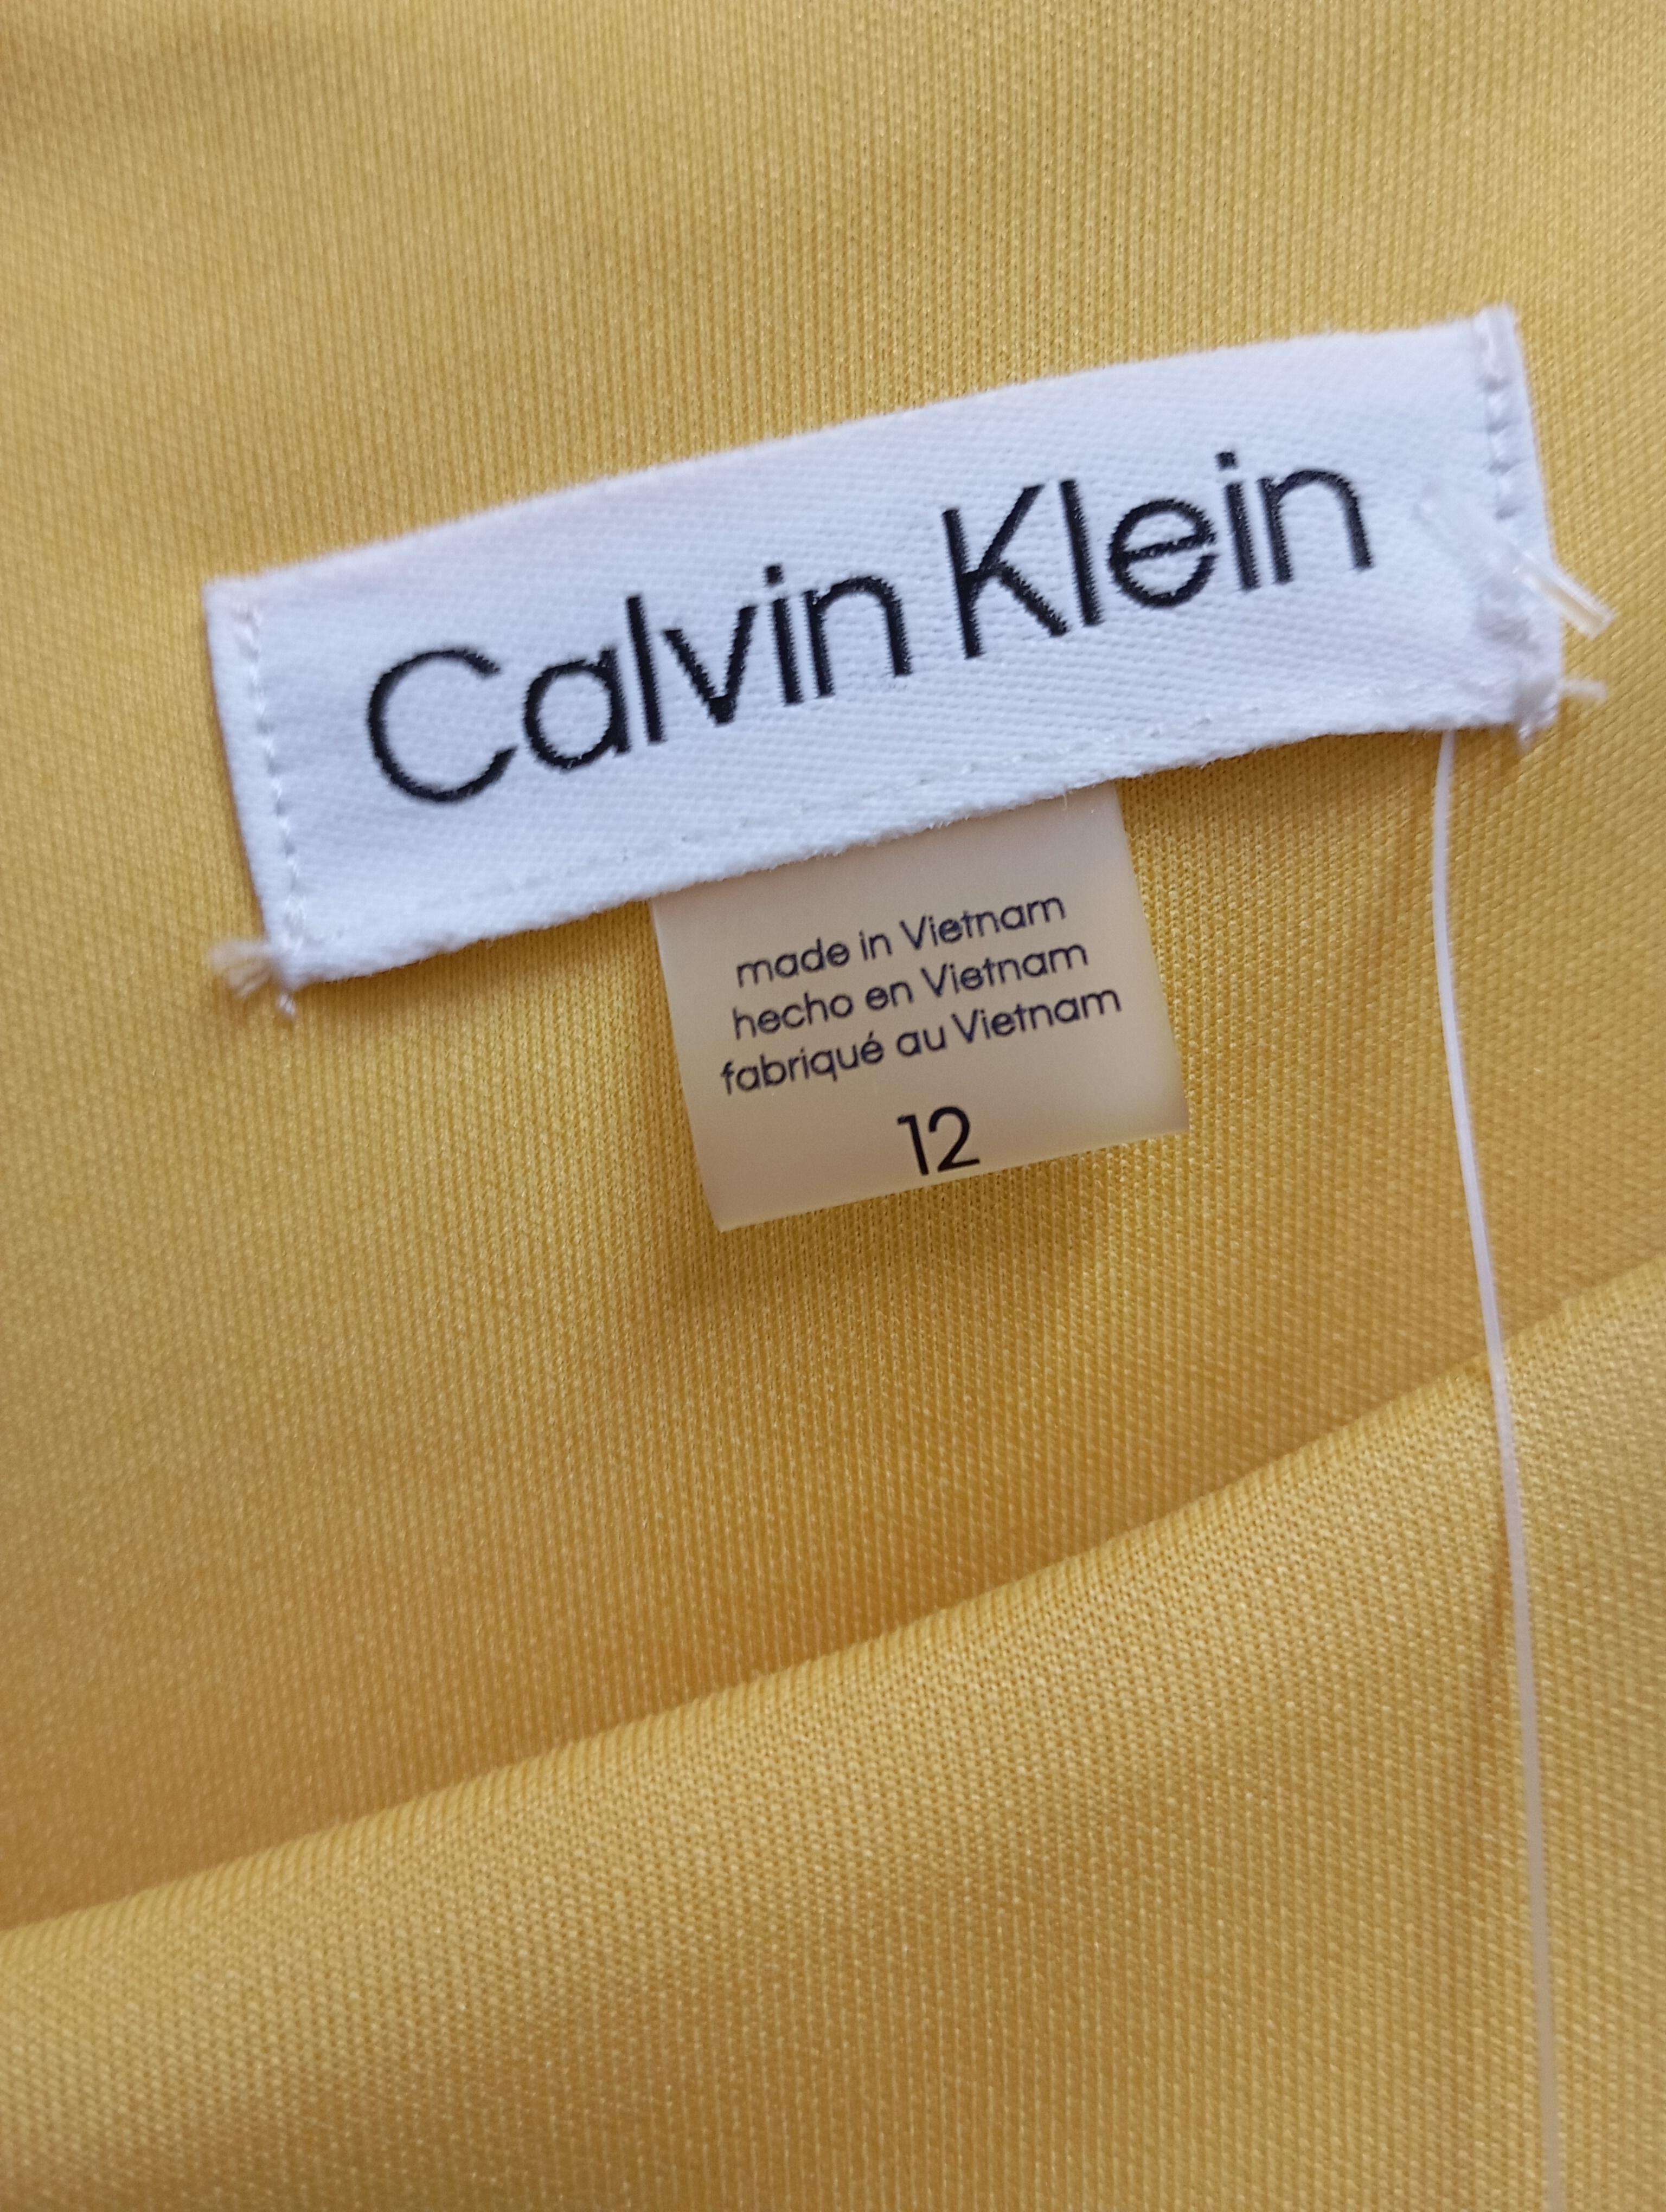 Calvin Klein
made in Vietnam
hecho en Vietnam
fabriqué au Vietnam
12